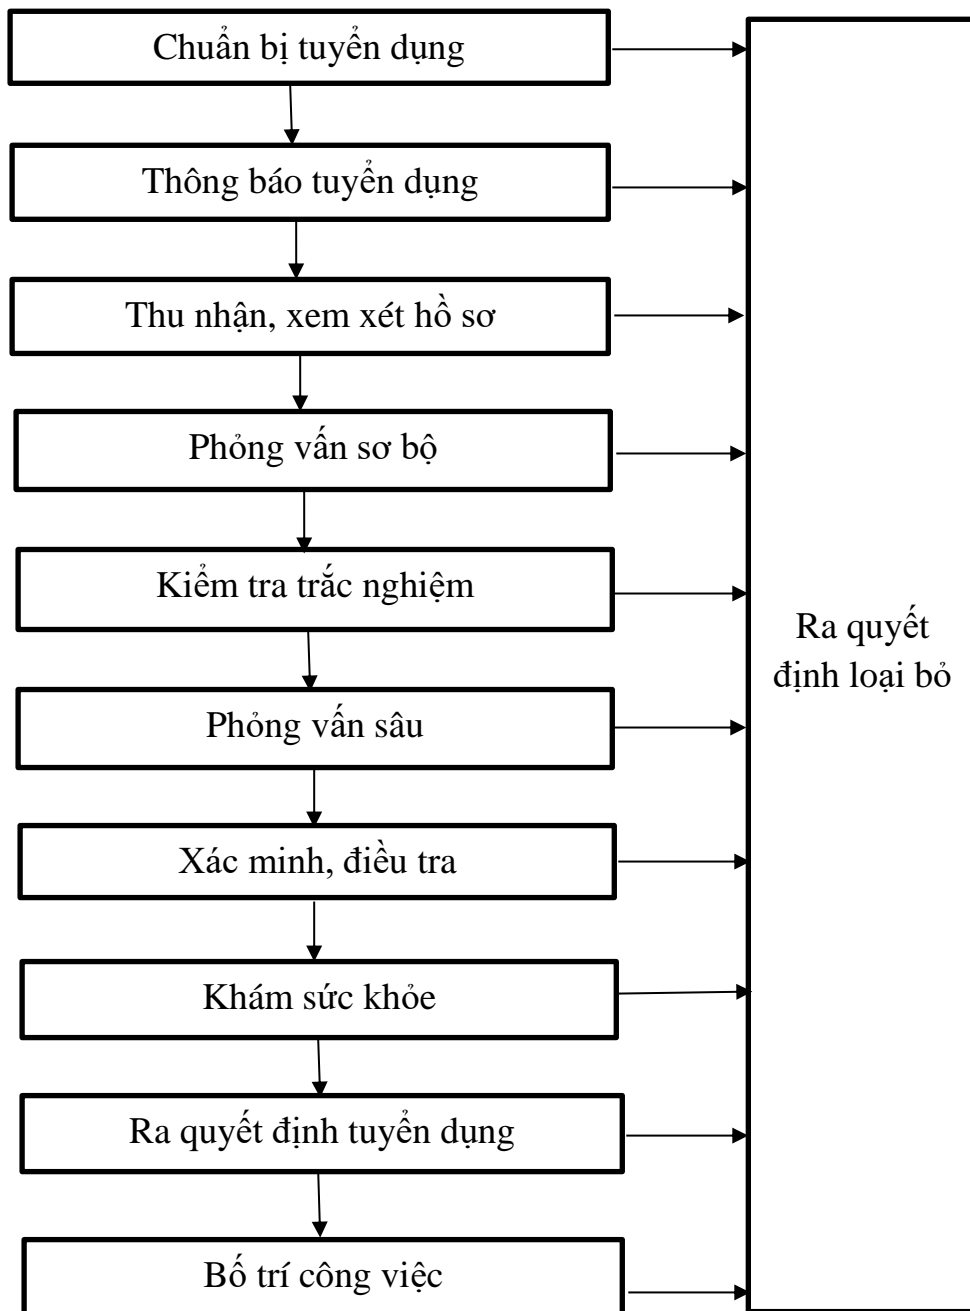 Chuẩn bị tuyển dụng
Thông báo tuyển dụng
Thu nhận, xem xét hồ sơ
Phỏng vấn sơ bộ
Kiểm tra trắc nghiệm
Phỏng vấn sâu
Xác minh, điều tra
Khám sức khỏe
Ra quyết định tuyển dụng
Bố trí công việc
Ra quyết
định loại bỏ